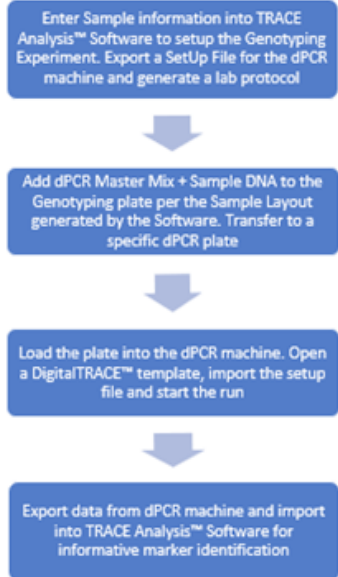 Enter Sample information into TRACE
Analysis™ Software to setup the Genotyping
Experiment. Export a SetUp File for the dPCR
machine and generate a lab protocol
Add dPCR Master Mix + Sample DNA to the
Genotyping plate per the Sample Layout
generated by the Software. Transfer to a
specific dPCR plate
Load the plate into the dPCR machine. Open
a DigitalTRACE™ template, import the setup
file and start the run
Export data from dPCR machine and import
into TRACE Analysis™ Software for
informative marker identification